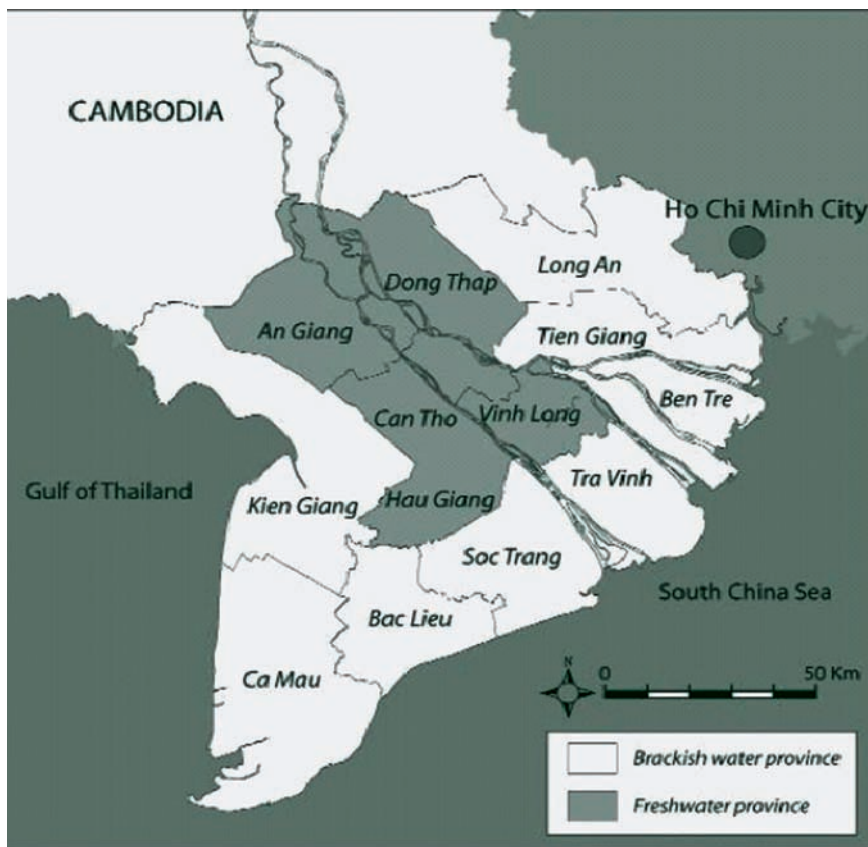 CAMBODIA
Ho Chi Minh City
Long An
Dong Thap
An Giang
Tien Giang
Ben Tre
Can Tho
Vinh Long
Tra Vinh
Gulf of Thailand
Kien Giang
Hau Giang
Soc Trang
South China Sea
Bac Lieu
Ca Mau
N
0 50 Km
Brackish water province
Freshwater province